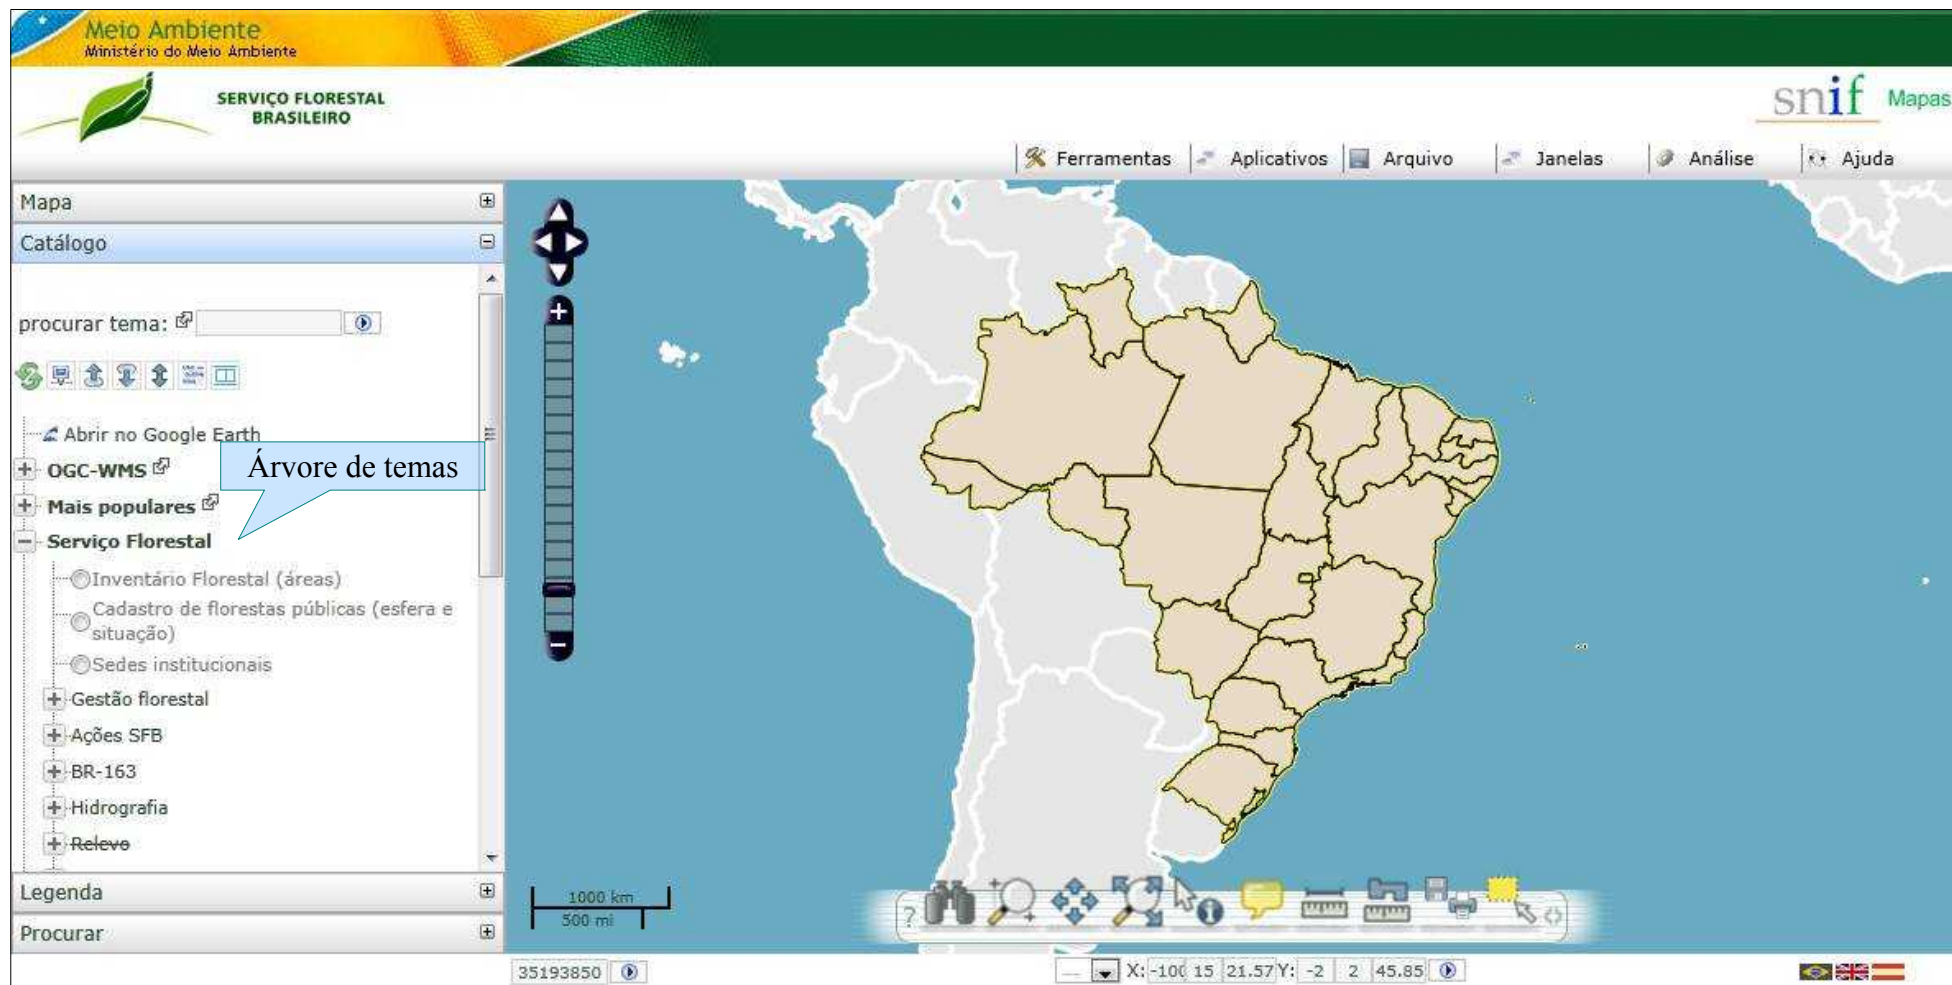 Meio Ambiente
Ministério do Meio Ambiente
SERVIÇO FLORESTAL
BRASILEIRO
snif Mapas
Ferramentas Aplicativos Arquivo Janelas Análise Ajuda
Mapa
Catálogo
procurar tema:
Abrir no Google Earth
OGC-WMS
Árvore de temas
Mais populares
Serviço Florestal
Inventário Florestal (áreas)
Cadastro de florestas públicas (esfera e
situação)
Sedes institucionais
Gestão florestal
Ações SFB
BR-163
Hidrografia
Relevo
Legenda
Procurar
1000 km
500 mi
?
35193850
--- X: -100 15 21.57 Y: -2 2 45.85